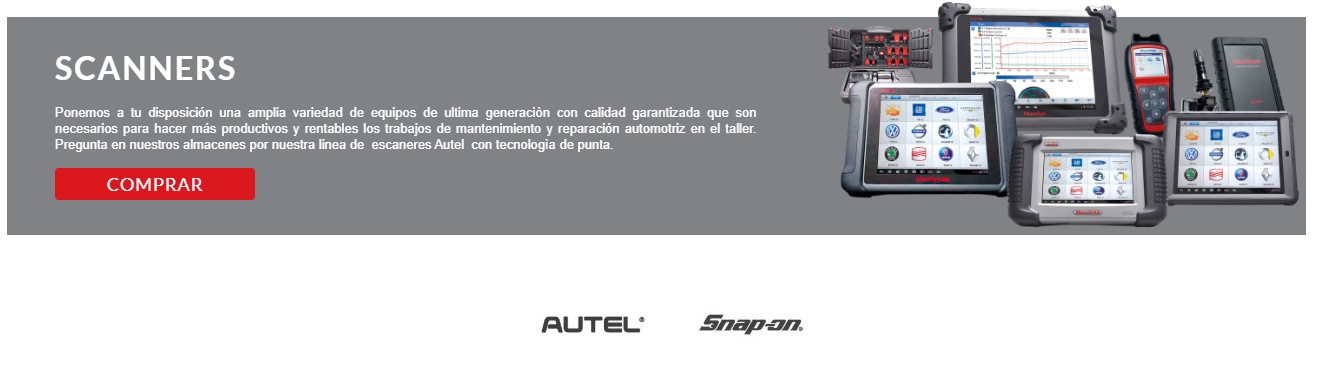 SCANNERS
Ponemos a tu disposición una amplia variedad de equipos de ultima generaciòn con calidad garantizada que son
necesarios para hacer más productivos y rentables los trabajos de mantenimiento y reparación automotriz en el taller.
Pregunta en nuestros almacenes por nuestra linea de escaneres Autel con tecnologia de punta.
COMPRAR
AUTEL®
Snap-on®